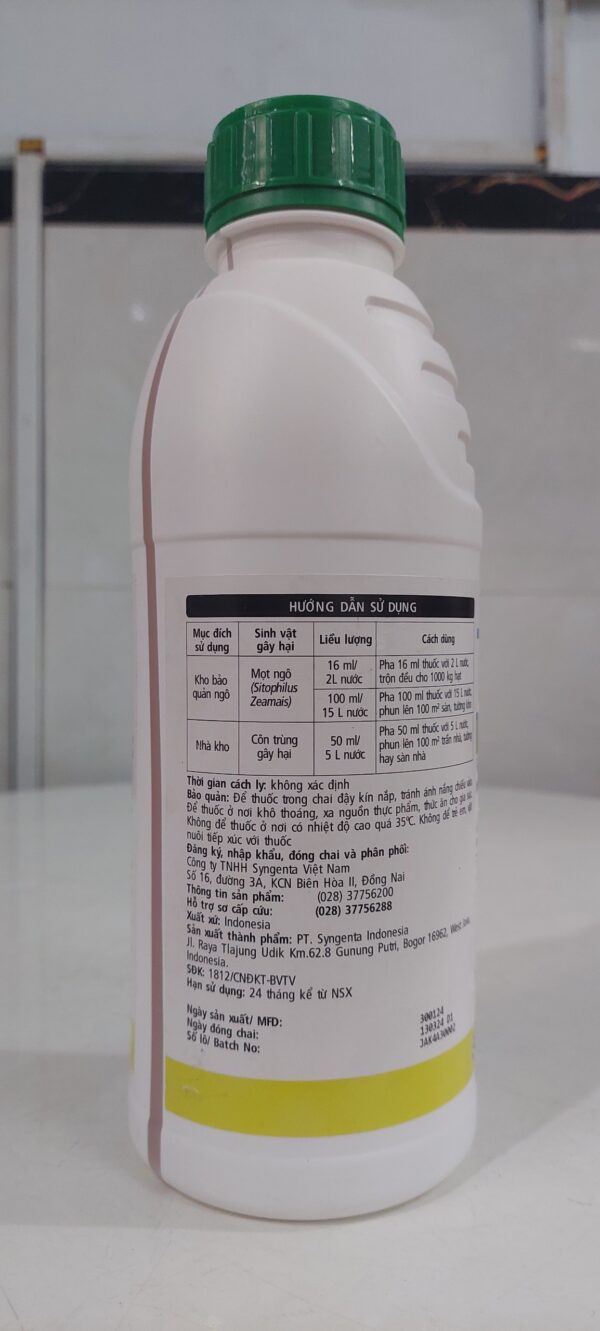 HƯỚNG DẪN SỬ DỤNG
Mục đích sử dụng Sinh vật gây hại Liều lượng Cách dùng
Kho bảo quản ngô Mọt ngô (Sitophilus Zeamais) 16 ml/ 2L nước Pha 16 ml thuốc với 2 L nước, trộn đều cho 1000 kg hạt
100 ml/ 15 L nước Pha 100 ml thuốc với 15 L nước, phun lên 100 m² sàn, tường kho
Nhà kho Côn trùng gây hại 50 ml/ 5 L nước Pha 50 ml thuốc với 5 L nước, phun lên 100 m² trần nhà, tường hay sàn nhà
Thời gian cách ly: không xác định
Bảo quản: Để thuốc trong chai đậy kín nắp, tránh ánh nắng chiếu vào.
Để thuốc ở nơi khô thoáng, xa nguồn thực phẩm, thức ăn cho gia súc.
Không để thuốc ở nơi có nhiệt độ cao quá 35°C. Không để trẻ em, vật
nuôi tiếp xúc với thuốc
Đăng ký, nhập khẩu, đóng chai và phân phối:
Công ty TNHH Syngenta Việt Nam
Số 16, đường 3A, KCN Biên Hòa II, Đồng Nai
Thông tin sản phẩm: (028) 37756200
Hỗ trợ sơ cấp cứu: (028) 37756288
Xuất xứ: Indonesia
Sản xuất thành phẩm: PT. Syngenta Indonesia
Jl. Raya Tlajung Udik Km.62.8 Gunung Putri, Bogor 16962, West Java,
Indonesia.
SĐK: 1812/CNĐKT-BVTV
Hạn sử dụng: 24 tháng kể từ NSX
Ngày sản xuất/ MFD: 300124
Ngày đóng chai: 130324 01
Số lô/ Batch No: JAK4A30002